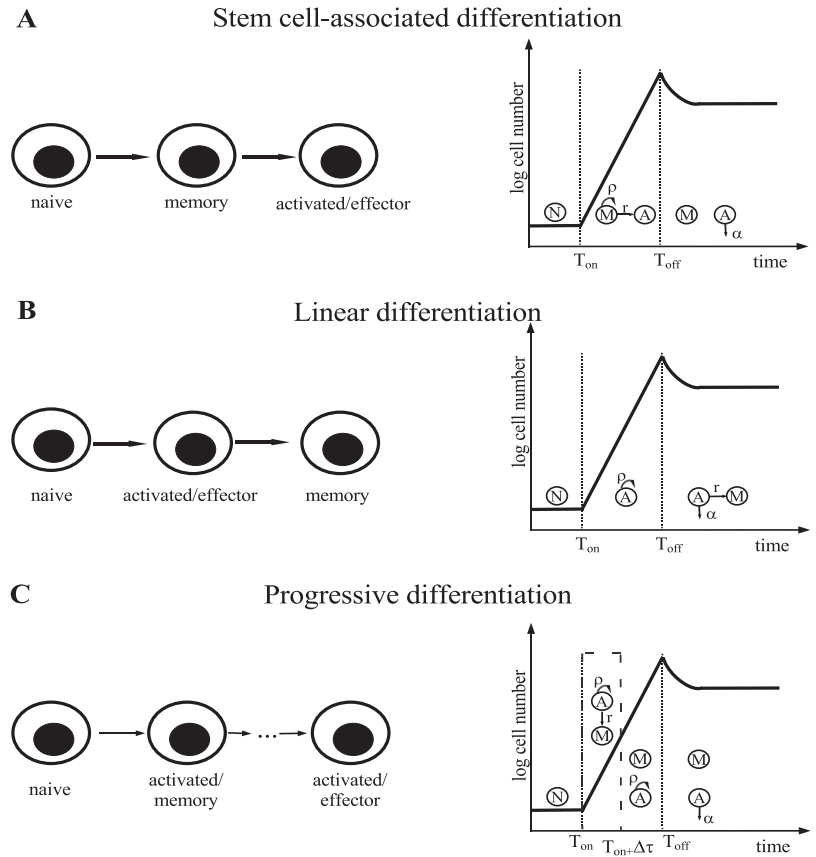 A
Stem cell-associated differentiation
naive
memory
activated/effector
log cell number
N
ρ
M
r
A
M
A
α
Ton
Toff
time
B
Linear differentiation
naive
activated/effector
memory
log cell number
N
ρ
A
A
r
M
α
Ton
Toff
time
C
Progressive differentiation
naive
activated/
memory
...
activated/
effector
log cell number
N
ρ
A
r
M
M
ρ
A
M
A
α
Ton
Ton+Δτ
Toff
time